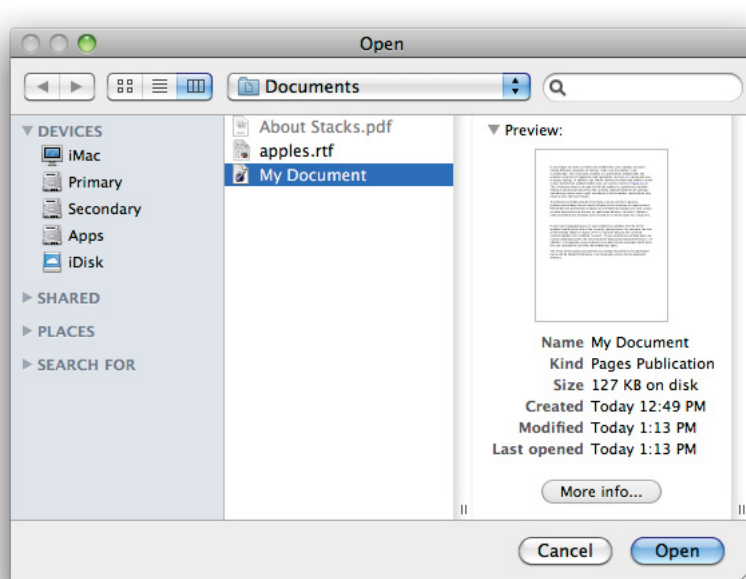 Open
Documents
DEVICES
iMac
Primary
Secondary
Apps
iDisk
SHARED
PLACES
SEARCH FOR
About Stacks.pdf
apples.rtf
My Document
Preview:
Name My Document
Kind Pages Publication
Size 127 KB on disk
Created Today 12:49 PM
Modified Today 1:13 PM
Last opened Today 1:13 PM
More info...
Cancel Open